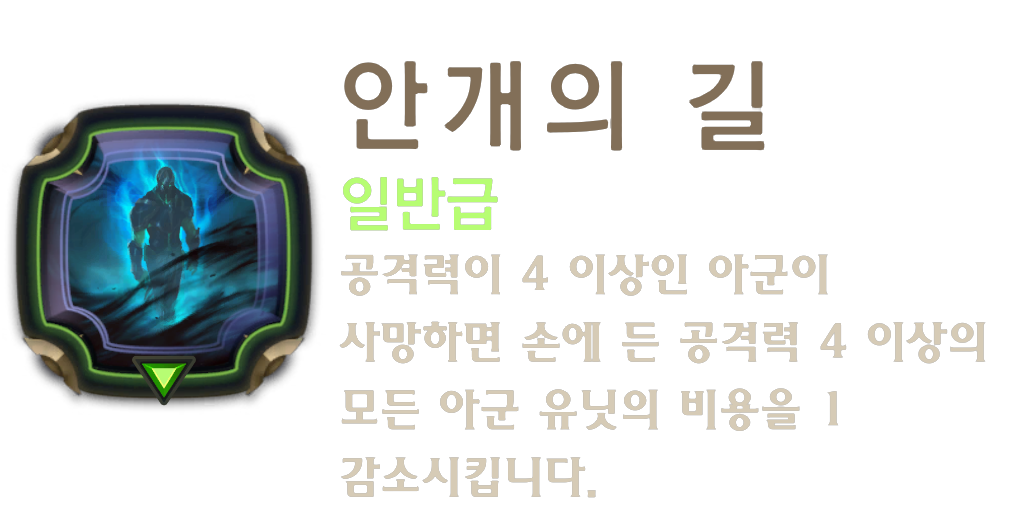 안개의 길
일반급
공격력이 4 이상인 아군이
사망하면 손에 든 공격력 4 이상의
모든 아군 유닛의 비용을 1
감소시킵니다.